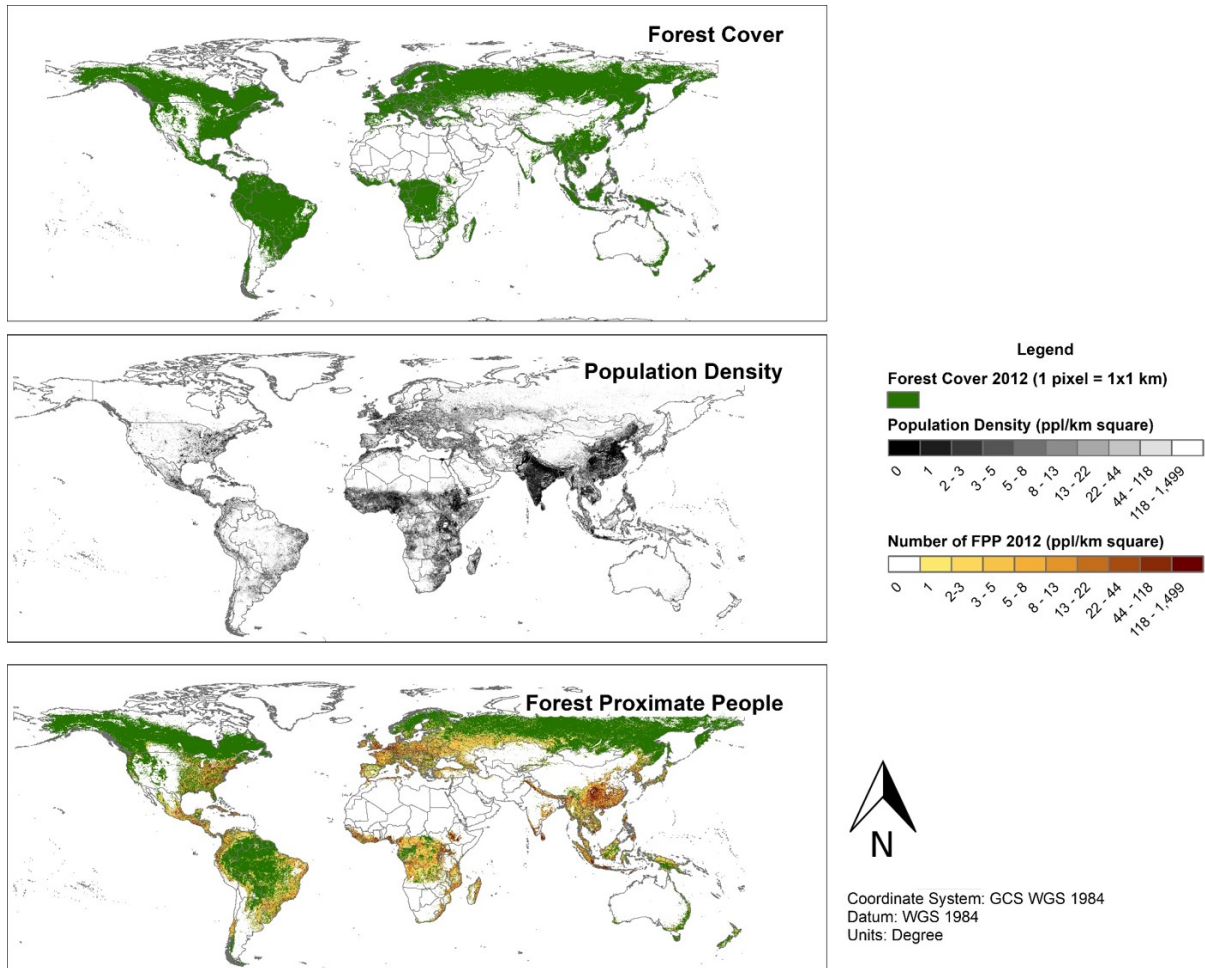 Forest Cover
Population Density
Forest Proximate People
Legend
Forest Cover 2012 (1 pixel = 1x1 km)
Population Density (ppl/km square)
0
1
2-3
3-5
5-8
8-13
13-22
22-44
44-118
118 - 1,499
Number of FPP 2012 (ppl/km square)
0
1
2-3
3 - 5
5 - 8
8 - 13
13 - 22
22 - 44
44 - 118
118 - 1,499
N
Coordinate System: GCS WGS 1984
Datum: WGS 1984
Units: Degree